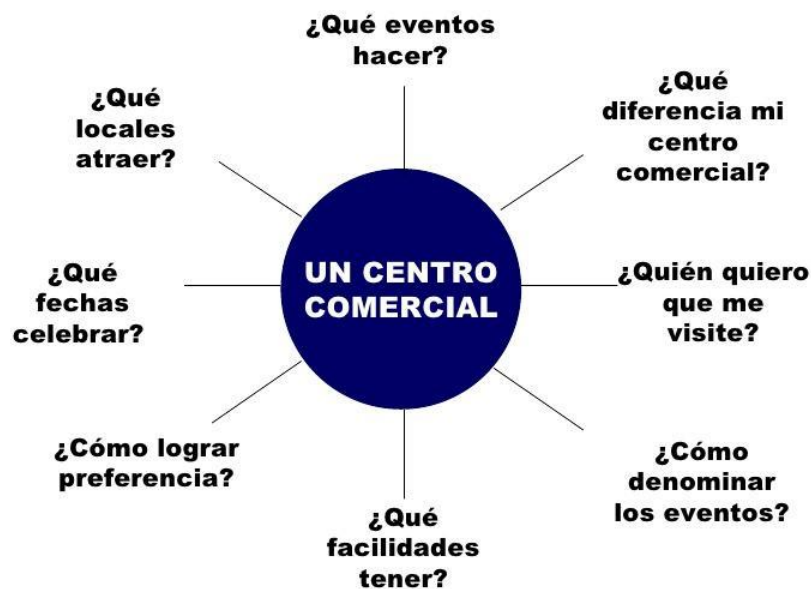 ¿Qué eventos
hacer?
¿Qué
diferencia mi
centro
comercial?
¿Quién quiero
que me
visite?
¿Cómo
denominar
los eventos?
¿Qué
facilidades
tener?
¿Cómo lograr
preferencia?
¿Qué
fechas
celebrar?
¿Qué
locales
atraer?
UN CENTRO
COMERCIAL